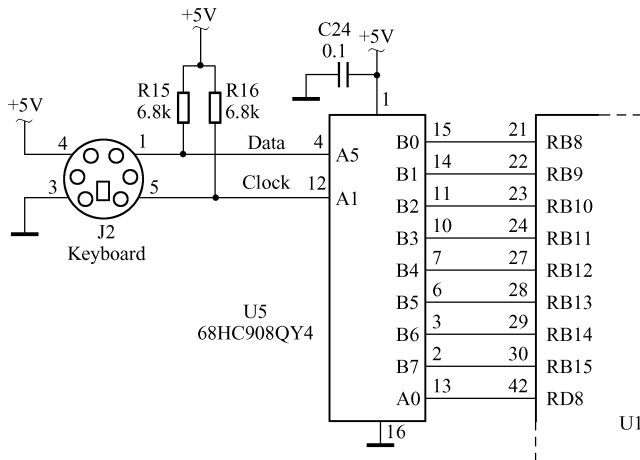 +5V
C24
0.1
+5V
R15
6.8k
R16
6.8k
+5V
1
4
1
Data
4
A5
3
5
Clock
12
A1
J2
Keyboard
U5
68HC908QY4
B0
15
21
RB8
B1
14
22
RB9
B2
11
23
RB10
B3
10
24
RB11
B4
7
27
RB12
B5
6
28
RB13
B6
3
29
RB14
B7
2
30
RB15
A0
13
42
RD8
16
U1